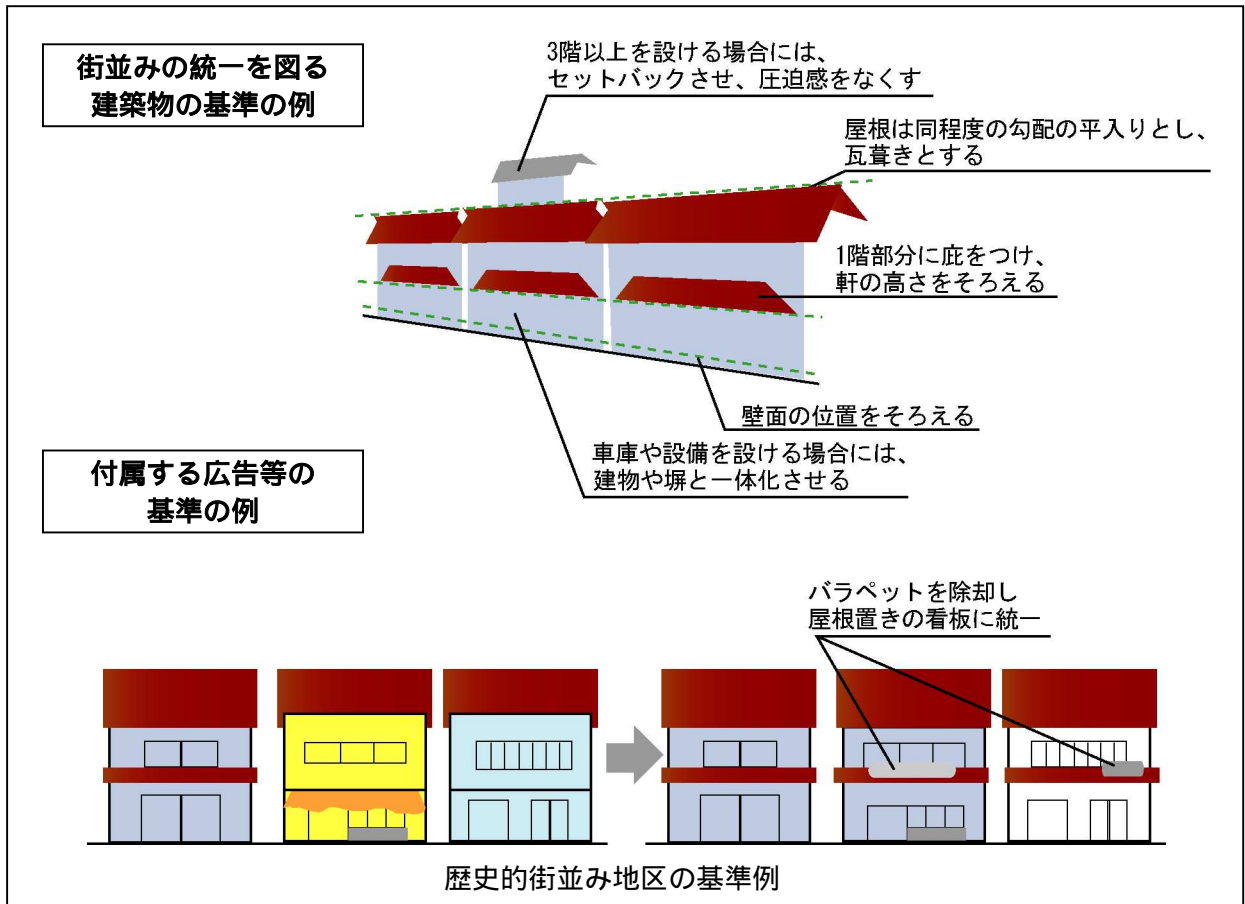 街並みの統一を図る
建築物の基準の例
3階以上を設ける場合には、
セットバックさせ、圧迫感をなくす
屋根は同程度の勾配の平入りとし、
瓦葺きとする
1階部分に庇をつけ、
軒の高さをそろえる
壁面の位置をそろえる
車庫や設備を設ける場合には、
建物や塀と一体化させる
付属する広告等の
基準の例
バラペットを除却し
屋根置きの看板に統一
歴史的街並み地区の基準例